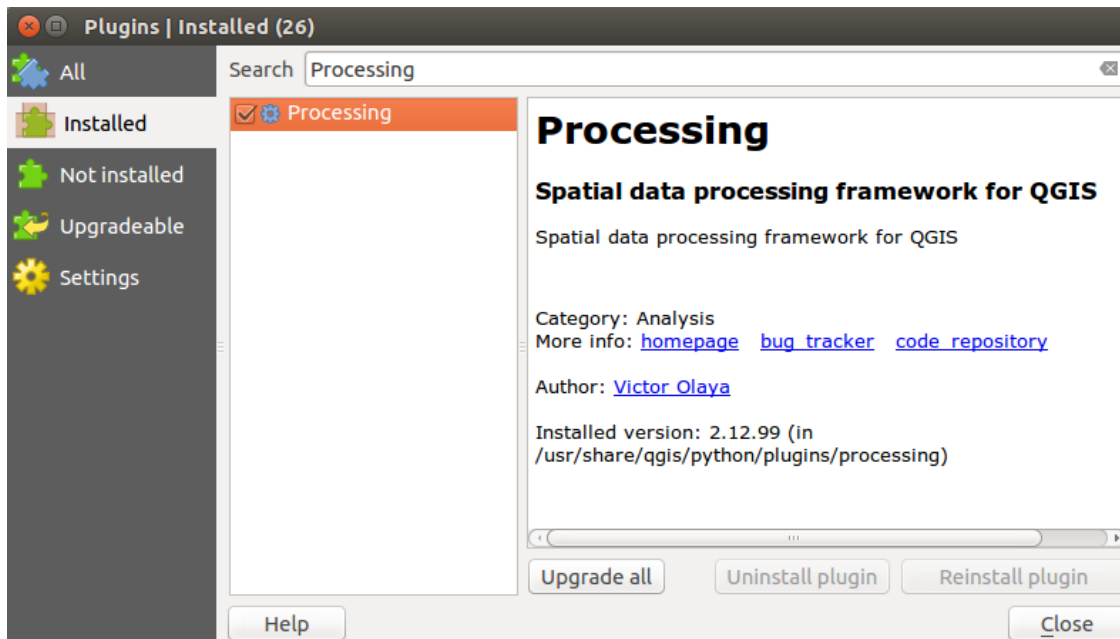 Plugins | Installed (26)
All
Installed
Not installed
Upgradeable
Settings
Search Processing
Processing
Processing
Spatial data processing framework for QGIS
Spatial data processing framework for QGIS
Category: Analysis
More info: homepage bug tracker code repository
Author: Victor Olaya
Installed version: 2.12.99 (in
/usr/share/qgis/python/plugins/processing)
Upgrade all Uninstall plugin Reinstall plugin
Help Close